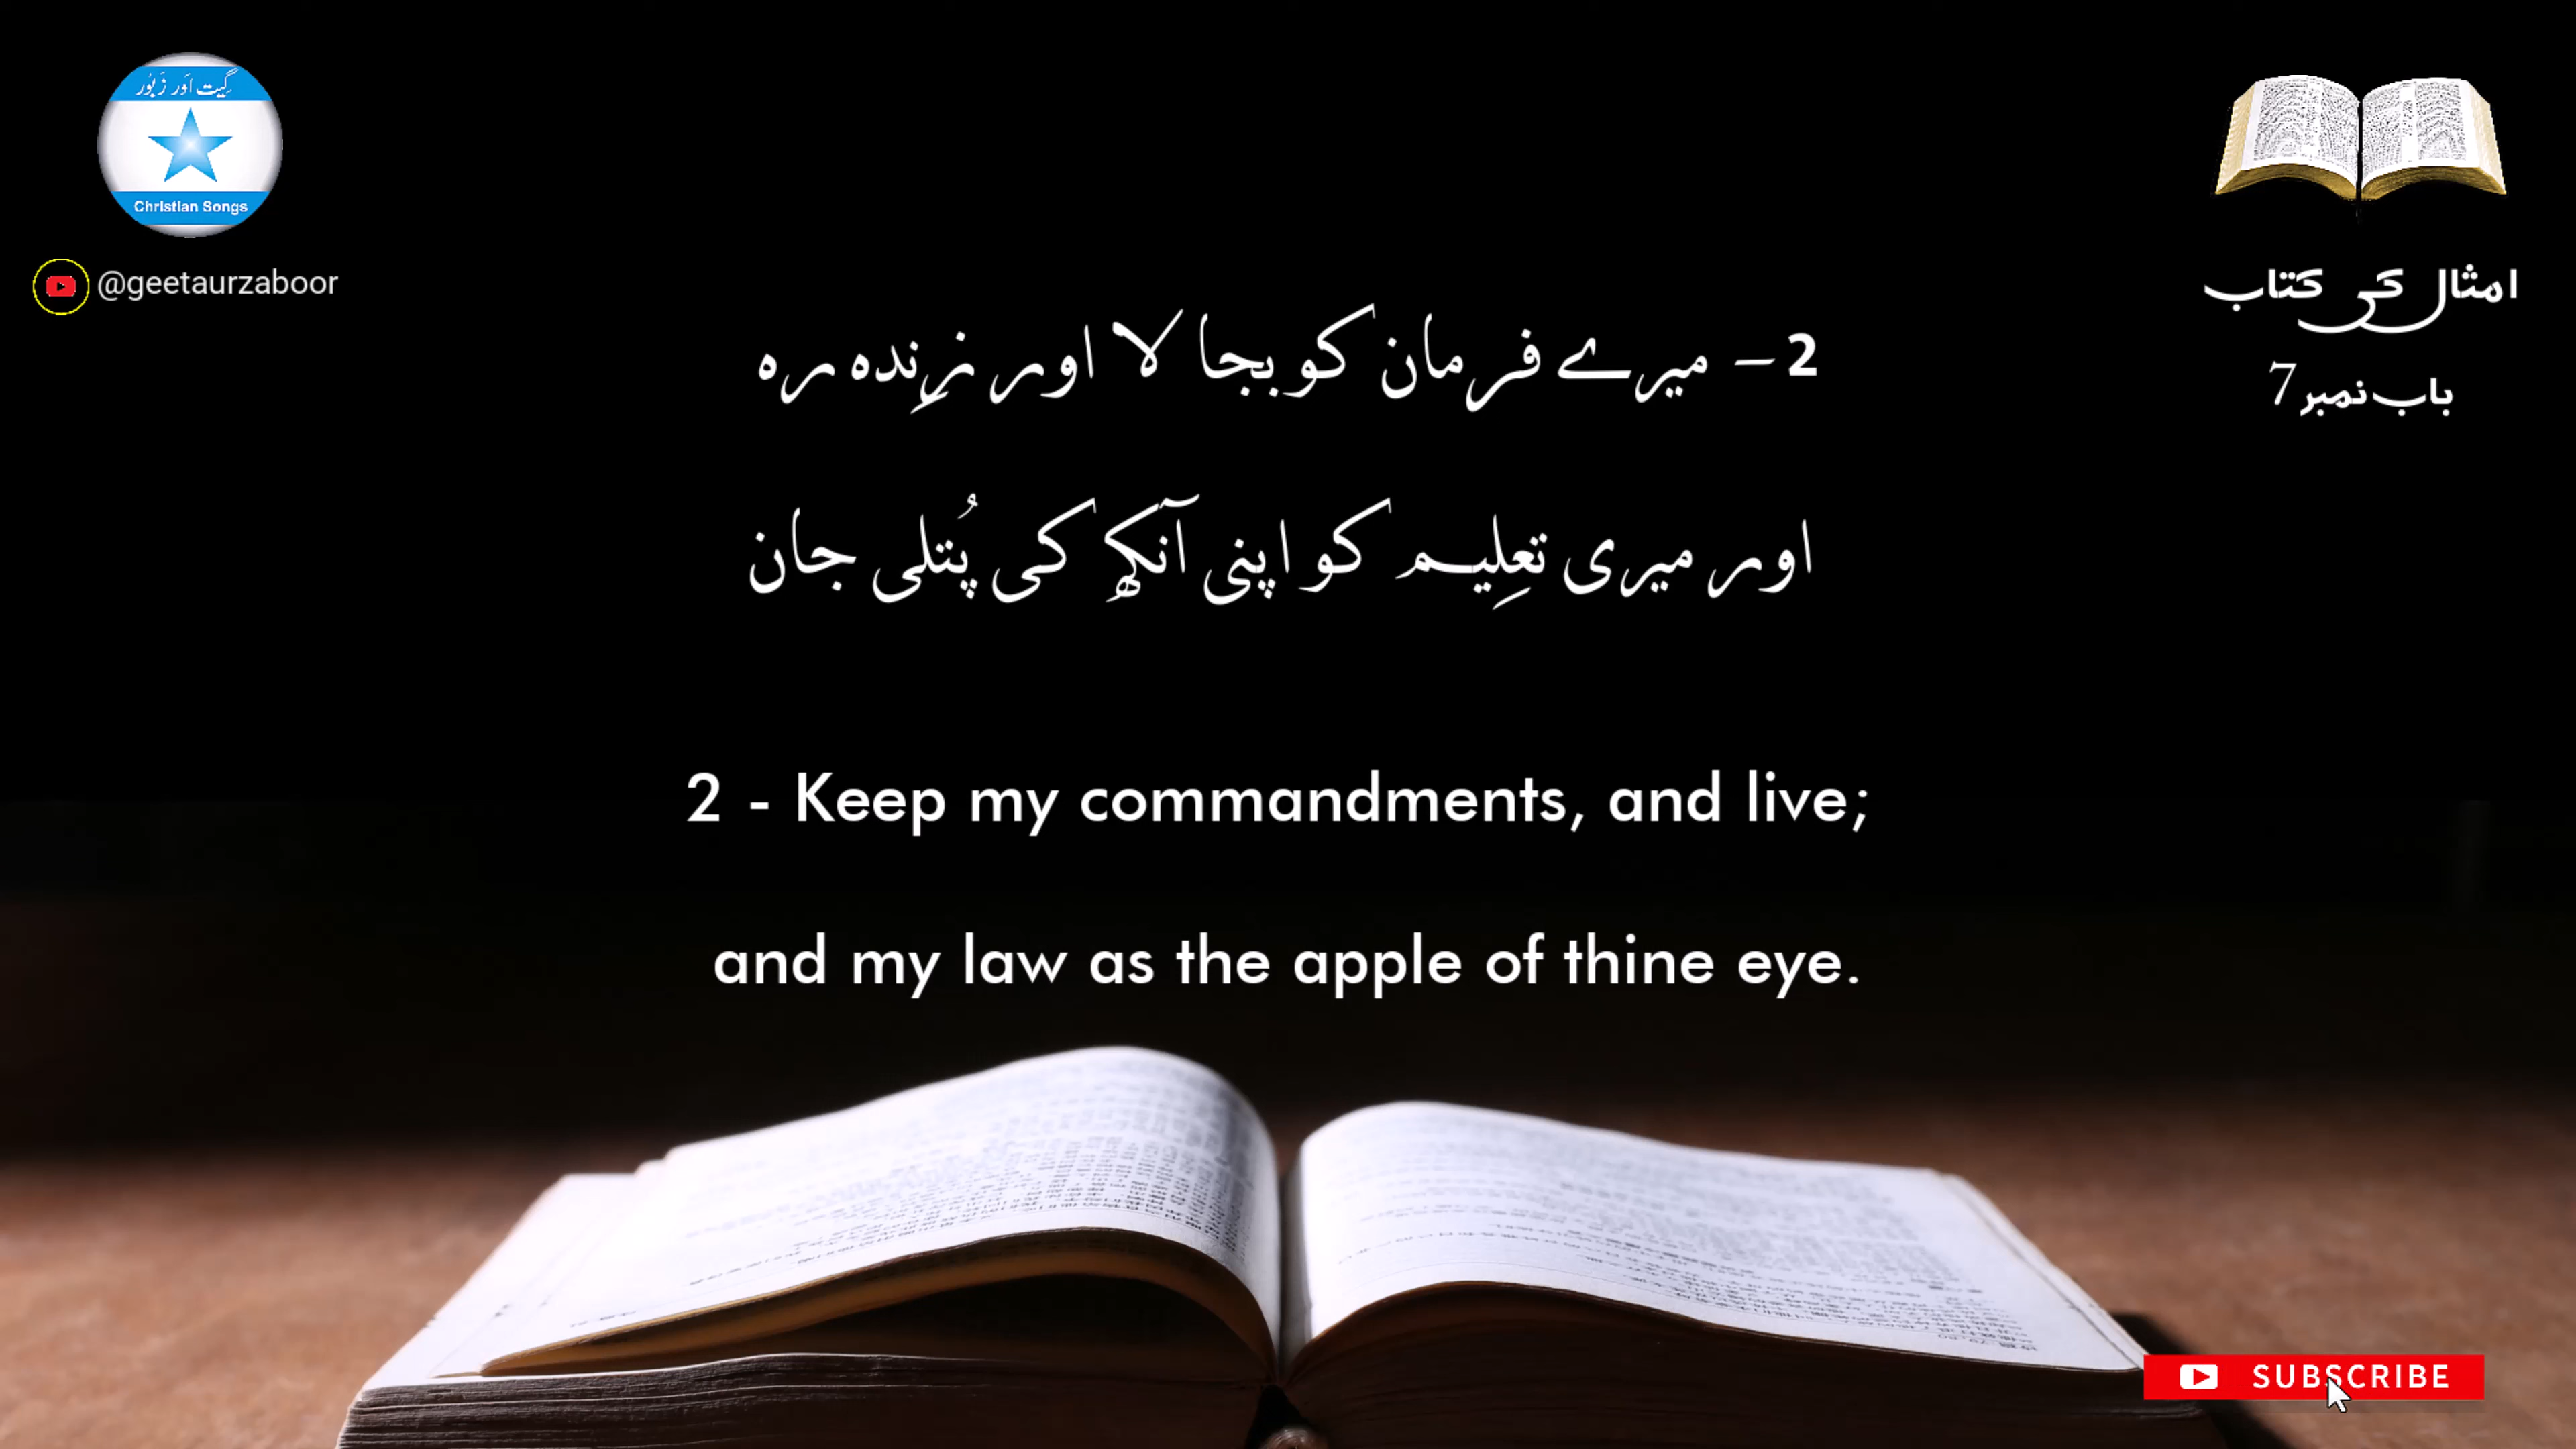 گیت اَور زبُور
Christian Songs
@geetaurzaboor
امثال کی کتاب
باب نمبر 7
2 – میرے فرمان کو بجا لا اور زِندہ رہ
اور میری تعلِیم کو اپنی آنکھ کی پُتلی جان
2 - Keep my commandments, and live;
and my law as the apple of thine eye.
SUBSCRIBE